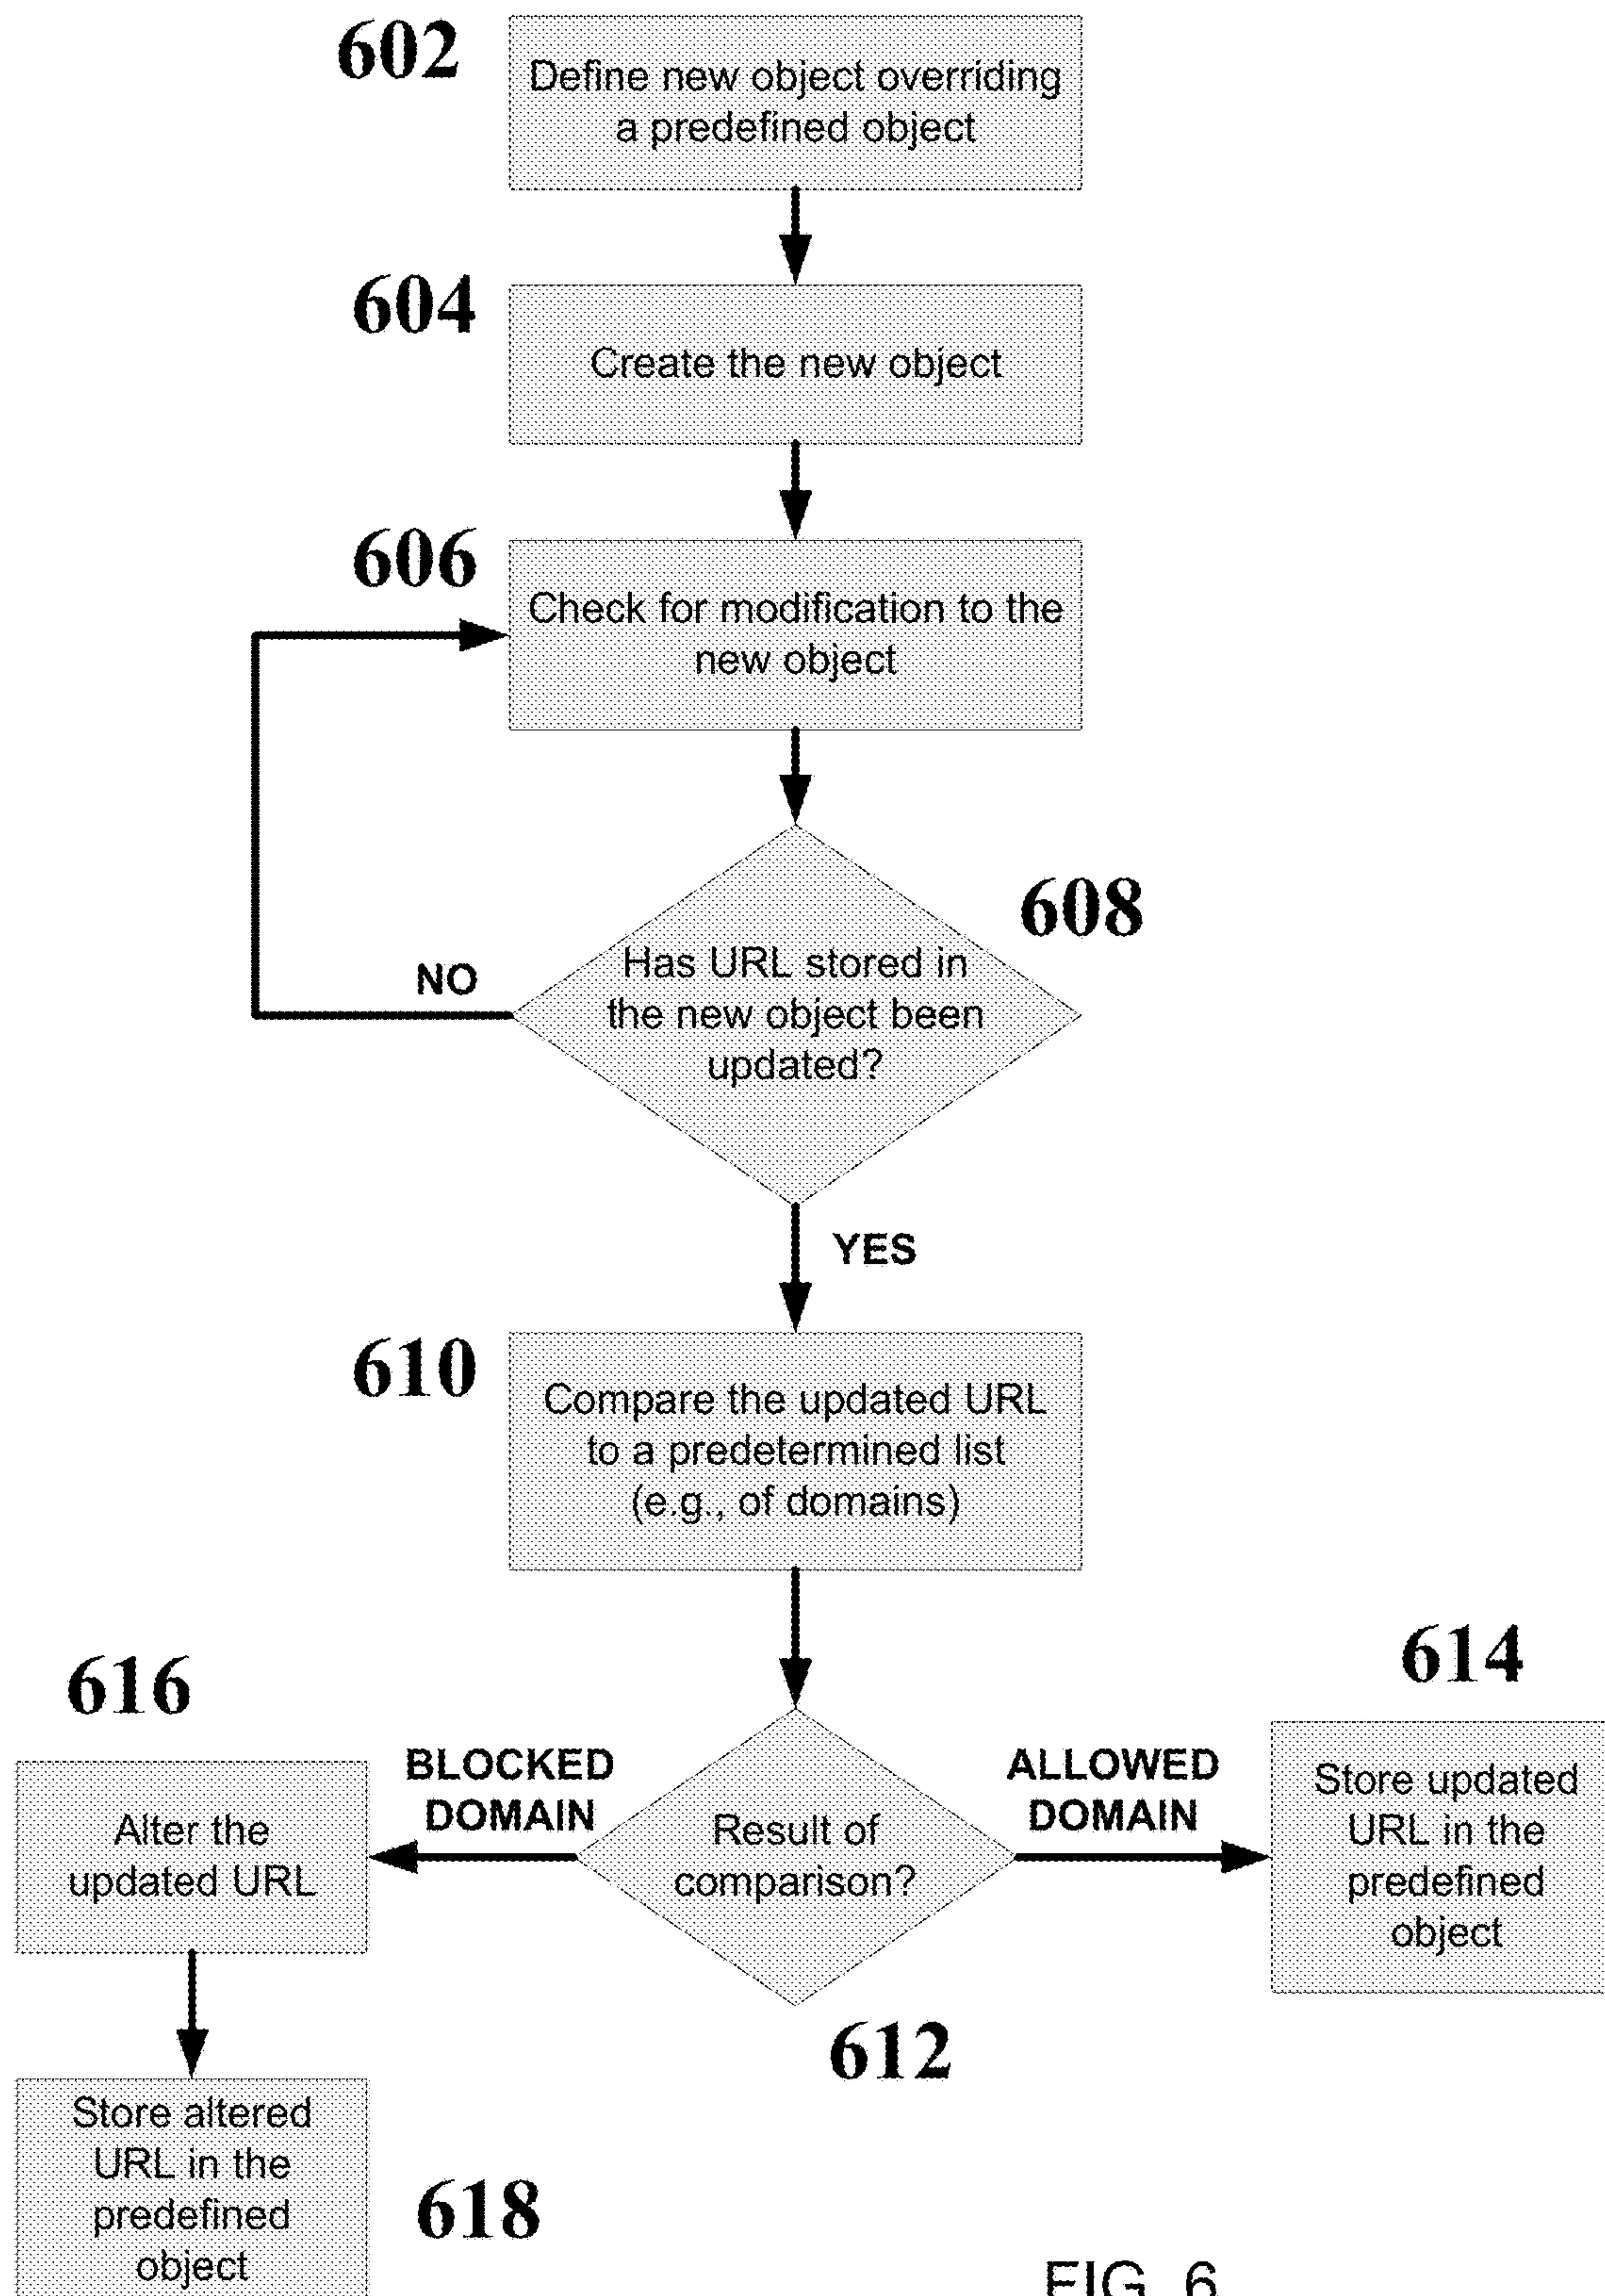 602
Define new object overriding
a predefined object
604
Create the new object
606
Check for modification to the
new object
608
Has URL stored in
the new object been
updated?
NO
YES
610
Compare the updated URL
to a predetermined list
(e.g., of domains)
616
614
BLOCKED
DOMAIN
ALLOWED
DOMAIN
Alter the
updated URL
Result of
comparison?
Store updated
URL in the
predefined
object
612
Store altered
URL in the
predefined
object
618
FIG. 6